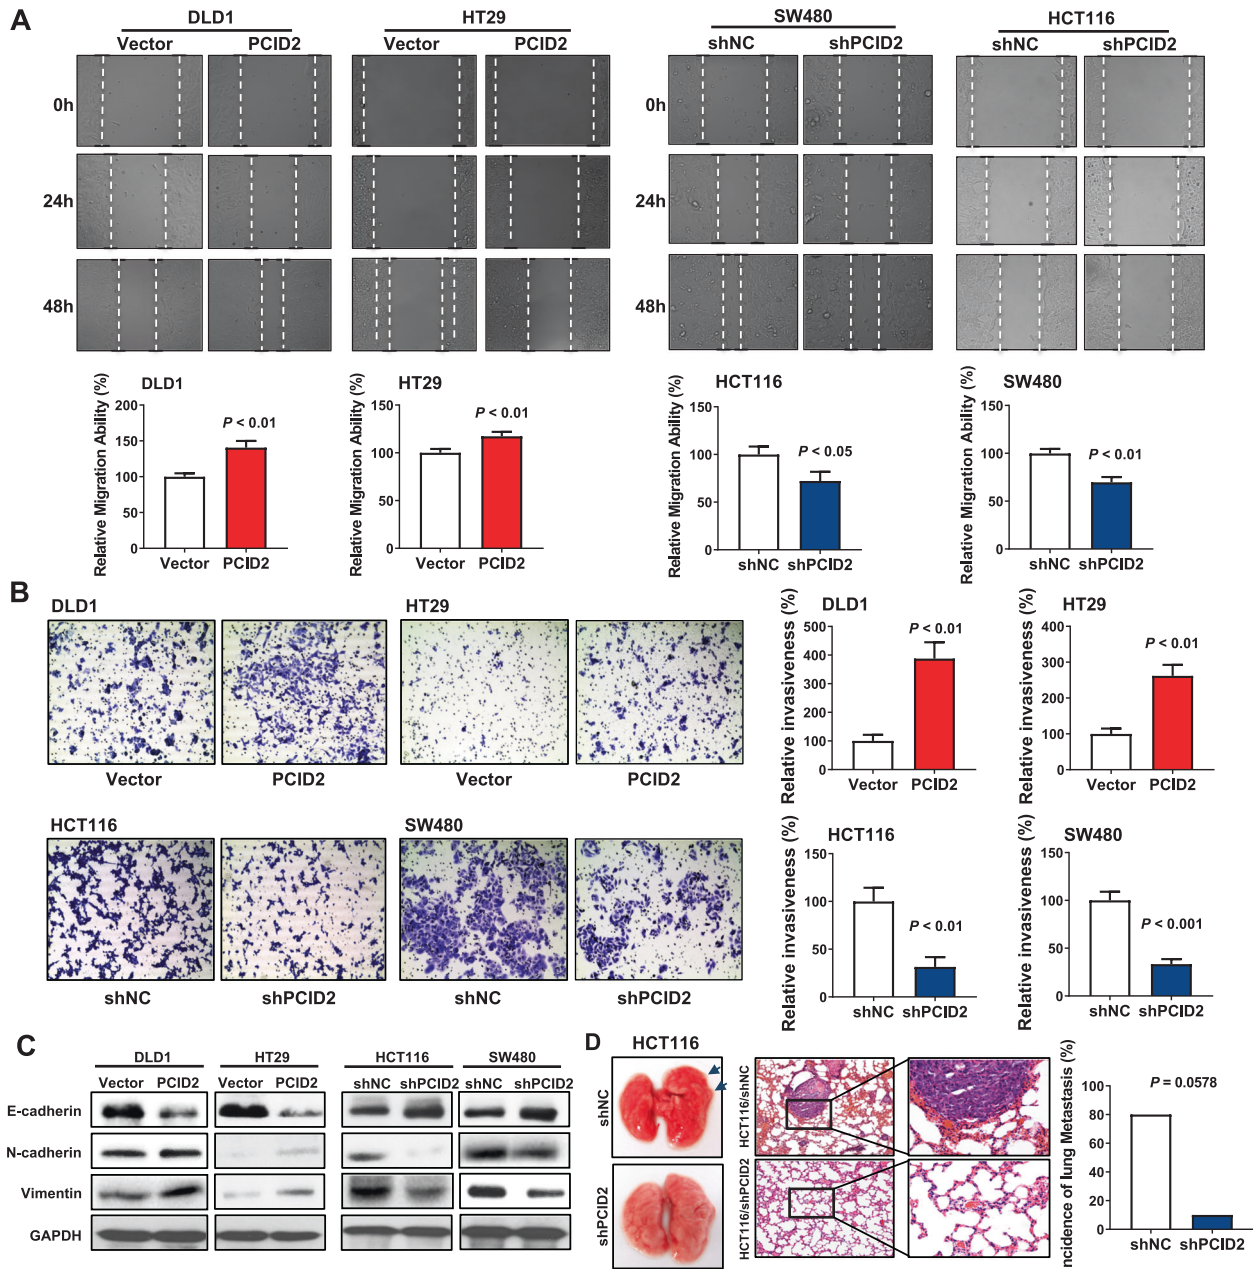 A
DLD1
HT29
SW480
HCT116
Vector PCID2
Vector PCID2
shNC shPCID2
shNC shPCID2
0h
24h
48h
DLD1
Relative Migration Ability (%)
200
150
100
50
0
P < 0.01
Vector PCID2
HT29
Relative Migration Ability (%)
150
100
50
0
P < 0.01
Vector PCID2
HCT116
Relative Migration Ability (%)
150
100
50
0
P < 0.05
shNC shPCID2
SW480
Relative Migration Ability (%)
150
100
50
0
P < 0.01
shNC shPCID2
B
DLD1
HT29
Vector
PCID2
Vector
PCID2
HCT116
SW480
shNC
shPCID2
shNC
shPCID2
DLD1
Relative invasiveness (%)
500
400
300
200
100
0
P < 0.01
Vector PCID2
HT29
Relative invasiveness (%)
400
300
200
100
0
P < 0.01
Vector PCID2
HCT116
Relative invasiveness (%)
150
100
50
0
P < 0.01
shNC shPCID2
SW480
Relative invasiveness (%)
150
100
50
0
P < 0.001
shNC shPCID2
C
DLD1
HT29
HCT116
SW480
Vector PCID2
Vector PCID2
shNC shPCID2
shNC shPCID2
E-cadherin
N-cadherin
Vimentin
GAPDH
D
HCT116
shNC
shPCID2
HCT116/shNC
HCT116/shPCID2
ncidence of lung Metastasis (%)
100
80
60
40
20
0
P = 0.0578
shNC shPCID2